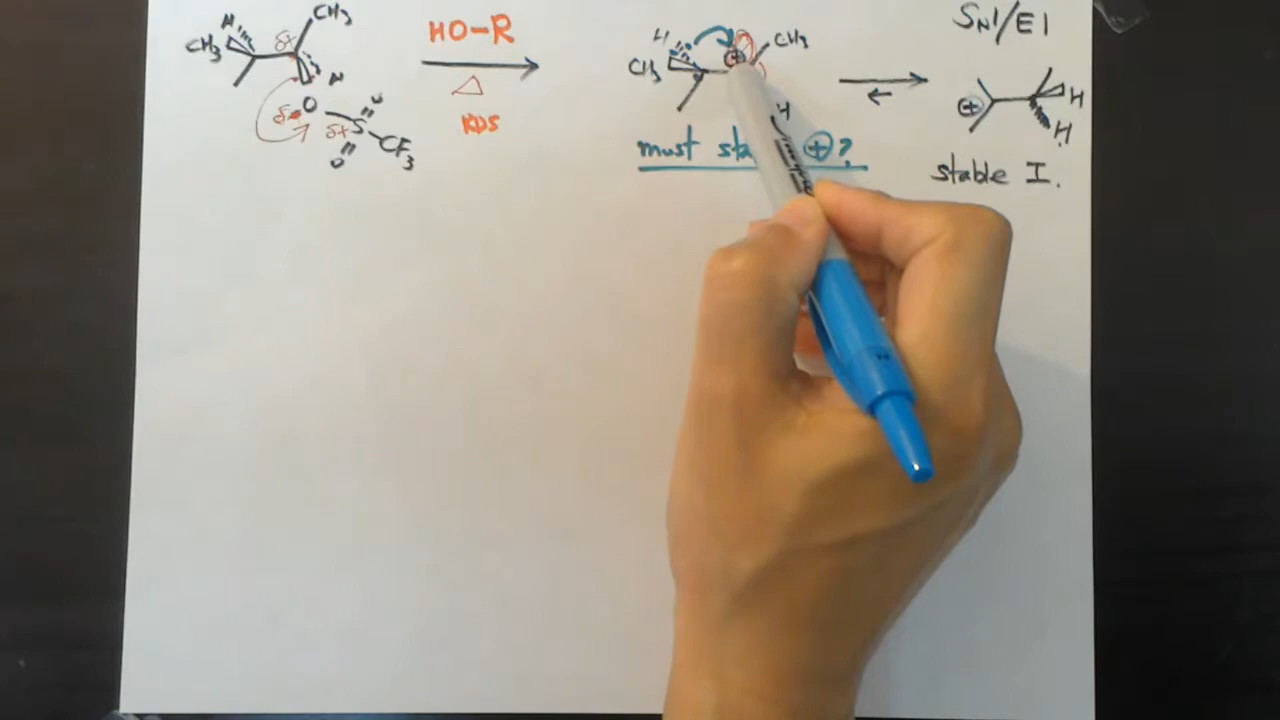 H CH₃
CH₃ δ+
H
δ- O
δ+ S
O
O
CF₃
HO-R
△
RDS
H ⊕ CH₃
CH₃
H
must sta ⊕?
SN1/E1
⊕ H
H
stable I.